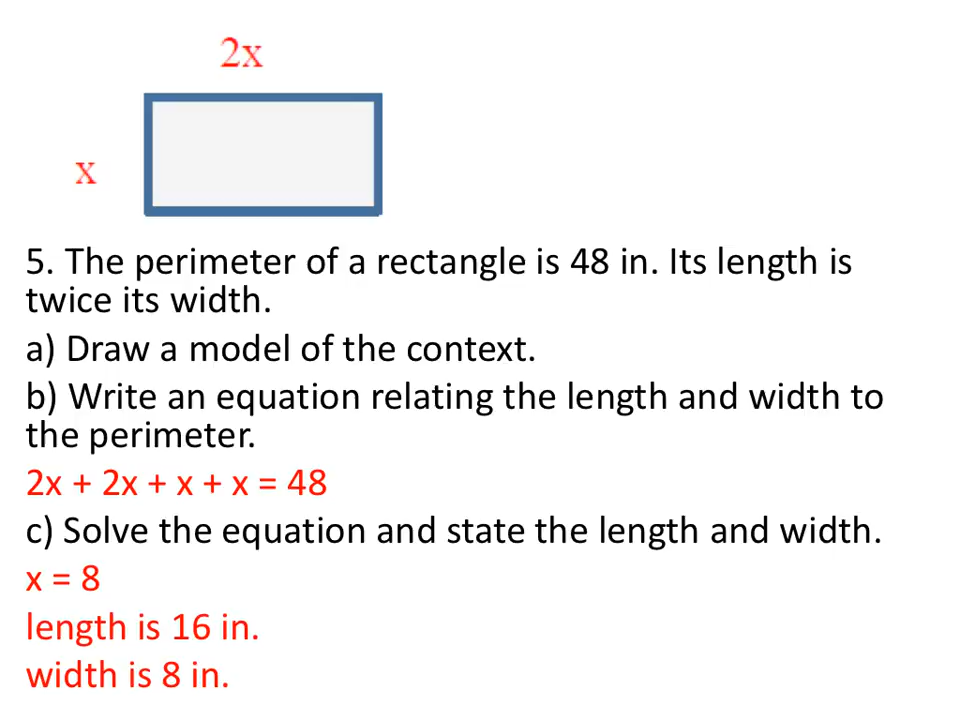 2x
x
5. The perimeter of a rectangle is 48 in. Its length is
twice its width.
a) Draw a model of the context.
b) Write an equation relating the length and width to
the perimeter.
2x + 2x + x + x = 48
c) Solve the equation and state the length and width.
x = 8
length is 16 in.
width is 8 in.